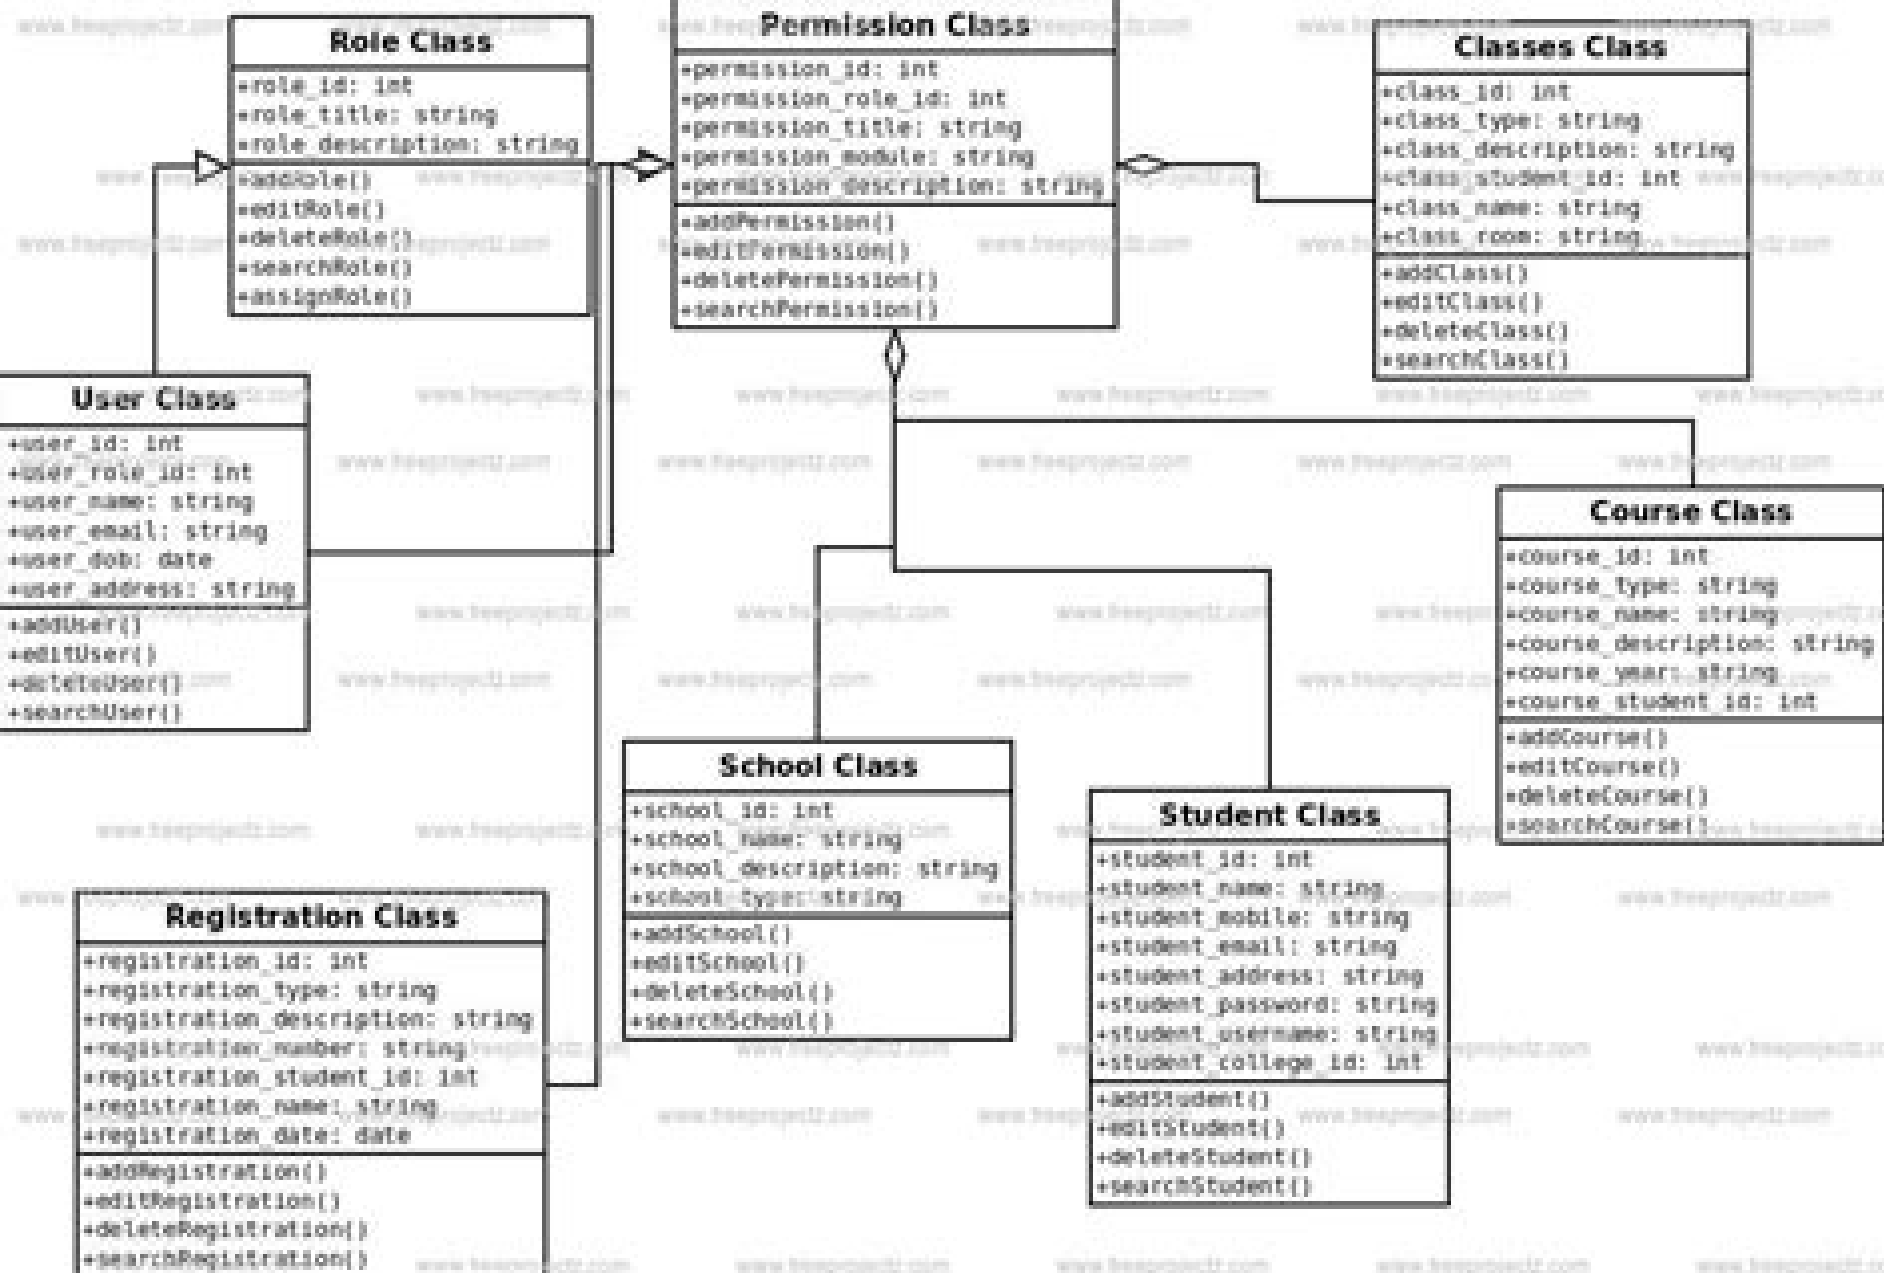 Role Class
+role_id: int
+role_title: string
+role_description: string
+addRole()
+editRole()
+deleteRole()
+searchRole()
+assignRole()
Permission Class
+permission_id: int
+permission_role_id: int
+permission_title: string
+permission_module: string
+permission_description: string
+addPermission()
+editPermission()
+deletePermission()
+searchPermission()
Classes Class
+class_id: int
+class_type: string
+class_description: string
+class_student_id: int
+class_name: string
+class_room: string
+addClass()
+editClass()
+deleteClass()
+searchClass()
User Class
+user_id: int
+user_role_id: int
+user_name: string
+user_email: string
+user_dob: date
+user_address: string
+addUser()
+editUser()
+deleteUser()
+searchUser()
Course Class
+course_id: int
+course_type: string
+course_name: string
+course_description: string
+course_year: string
+course_student_id: int
+addCourse()
+editCourse()
+deleteCourse()
+searchCourse()
School Class
+school_id: int
+school_name: string
+school_description: string
+school_type: string
+addSchool()
+editSchool()
+deleteSchool()
+searchSchool()
Student Class
+student_id: int
+student_name: string
+student_mobile: string
+student_email: string
+student_address: string
+student_password: string
+student_username: string
+student_college_id: int
+addStudent()
+editStudent()
+deleteStudent()
+searchStudent()
Registration Class
+registration_id: int
+registration_type: string
+registration_description: string
+registration_number: string
+registration_student_id: int
+registration_name: string
+registration_date: date
+addRegistration()
+editRegistration()
+deleteRegistration()
+searchRegistration()
www.freeprojectz.com